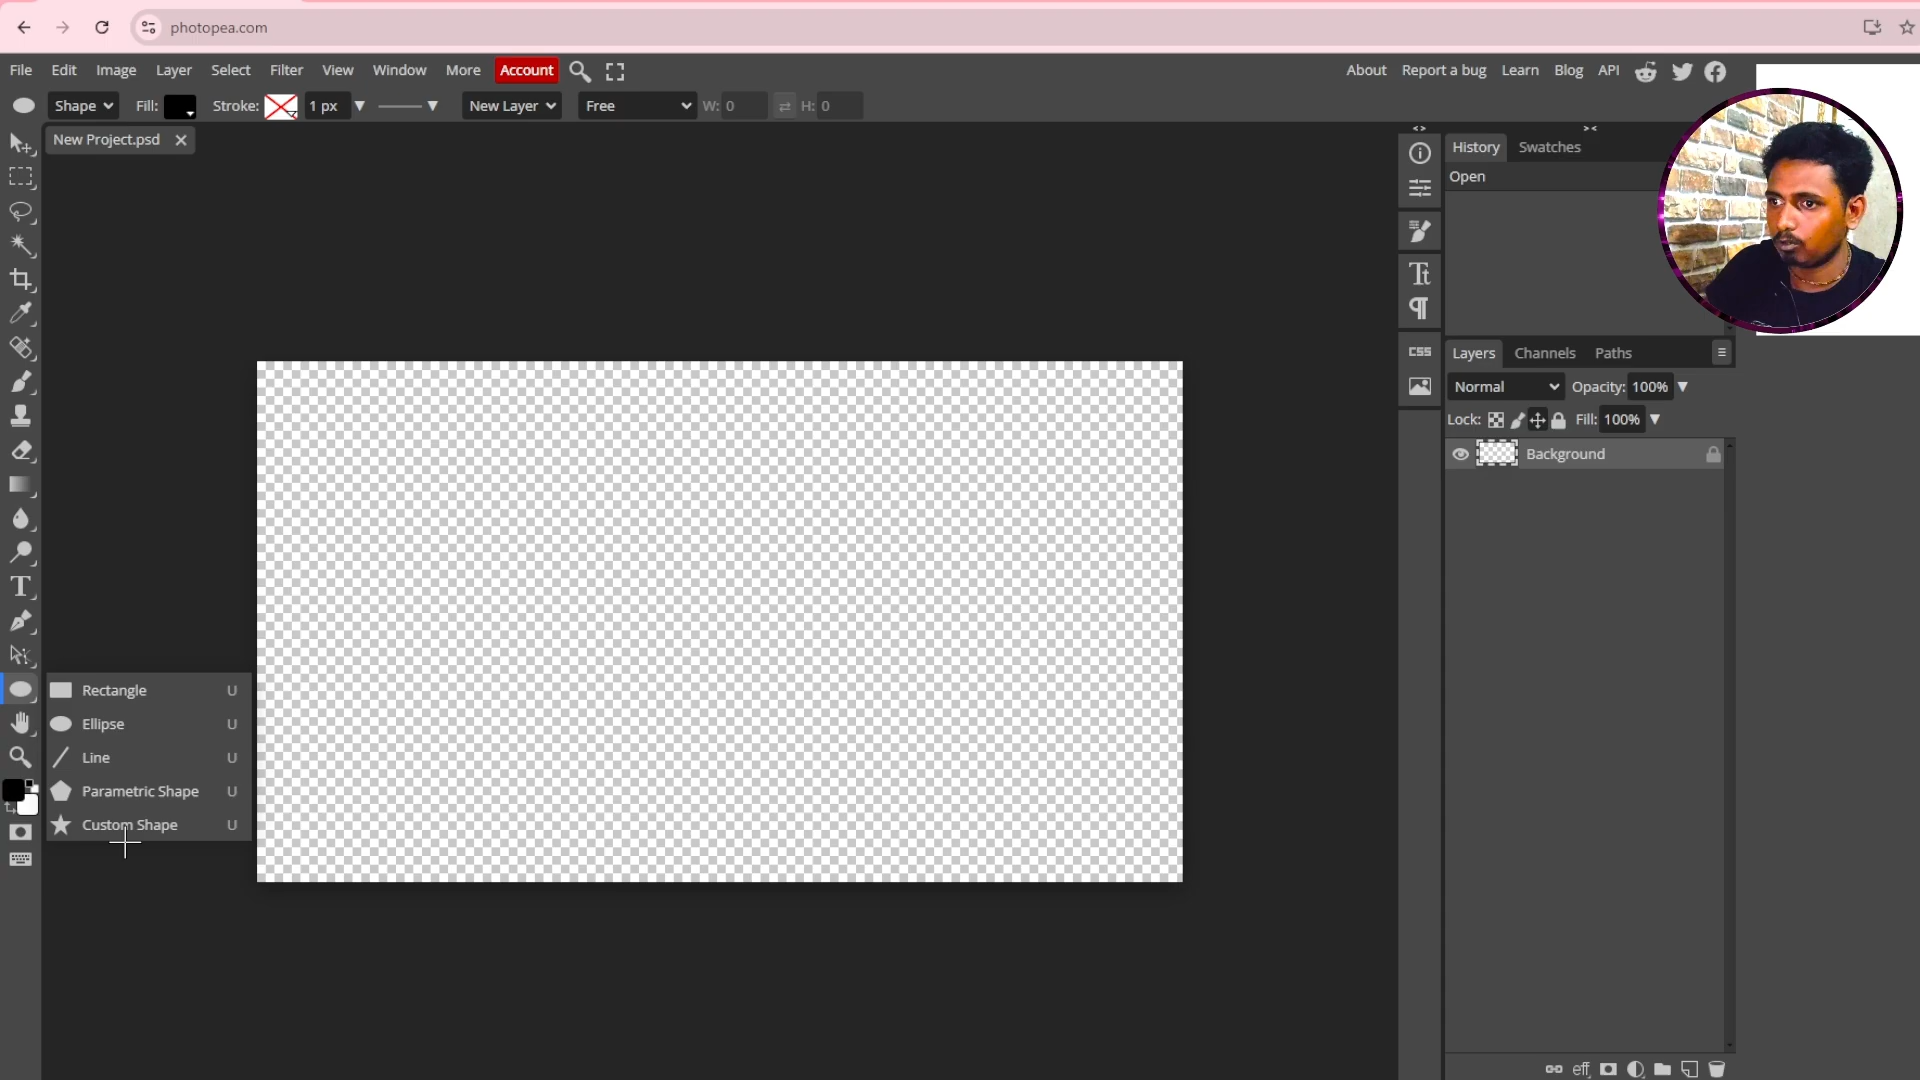 photopea.com
File Edit Image Layer Select Filter View Window More Account About Report a bug Learn Blog API
Shape Fill: Stroke: 1 px New Layer Free W: 0 H: 0
New Project.psd
History Swatches
Open
CSS
Layers Channels Paths
Normal Opacity: 100%
Lock: Fill: 100%
Background
Rectangle U
Ellipse U
Line U
Parametric Shape U
Custom Shape U
eff